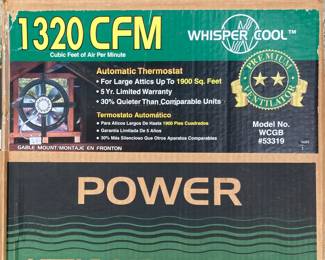 1320 CFM
Cubic Feet of Air Per Minute
WHISPER COOL™
Automatic Thermostat
• For Large Attics Up To 1900 Sq. Feet
• 5 Yr. Limited Warranty
• 30% Quieter Than Comparable Units
Termostato Automático
• Para Aticos Largos De Hasta 1900 Pies Cuadrados
• Garantía Limitada De 5 Años
• 30% Mas Silencioso Que Otros Aparatos Comparables
PREMIUM
VENTILATOR
Model No.
WCGB
#53319
GABLE MOUNT/MONTAJE EN FRONTON
POWER